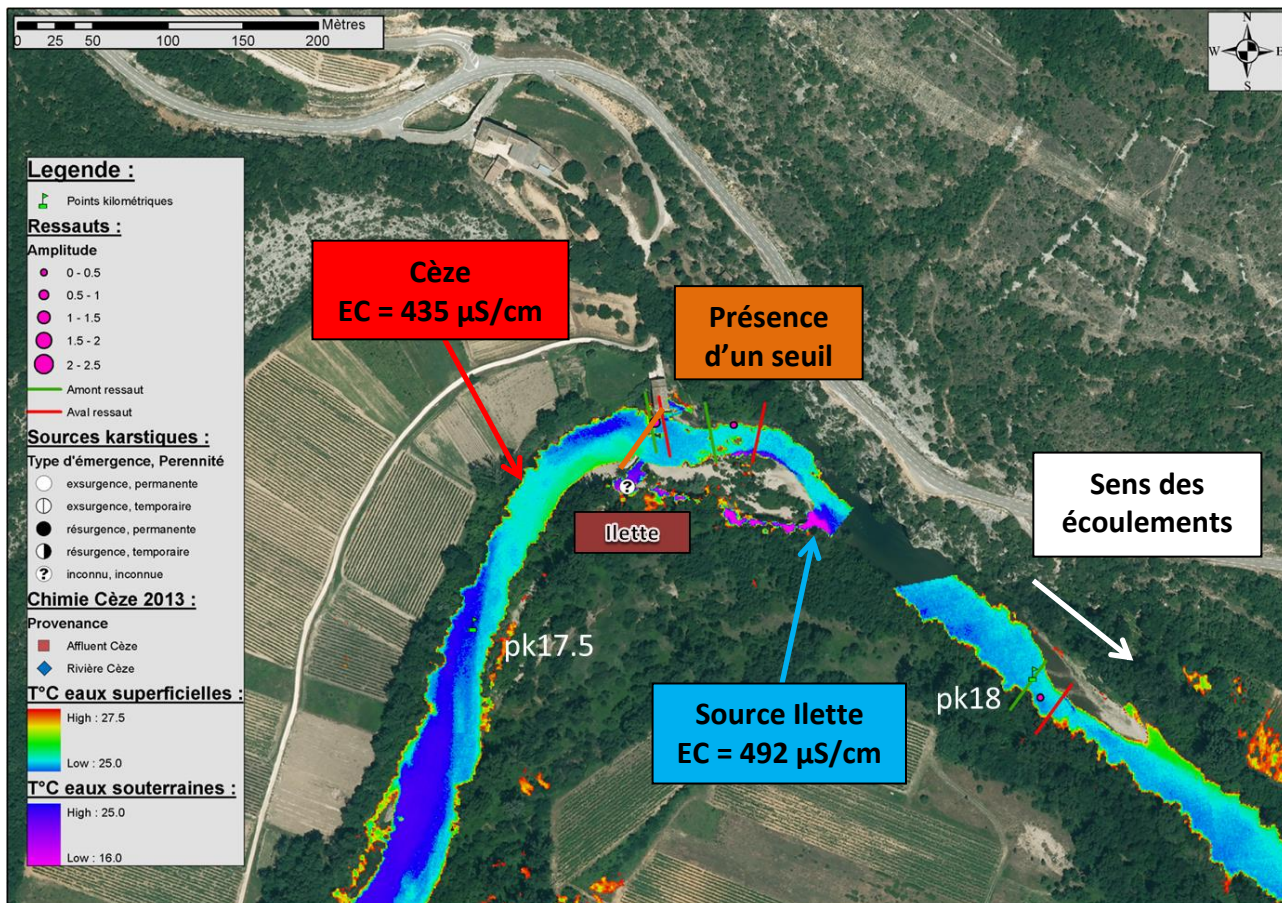 Mètres
0 25 50 100 150 200
N
W E
S
Legende :
Points kilométriques
Ressauts :
Amplitude
0 - 0.5
0.5 - 1
1 - 1.5
1.5 - 2
2 - 2.5
Amont ressaut
Aval ressaut
Sources karstiques :
Type d'émergence, Perennité
exsurgence, permanente
exsurgence, temporaire
résurgence, permanente
résurgence, temporaire
? inconnu, inconnue
Chimie Cèze 2013 :
Provenance
Affluent Cèze
Rivière Cèze
T°C eaux superficielles :
High : 27.5
Low : 25.0
T°C eaux souterraines :
High : 25.0
Low : 16.0
Cèze
EC = 435 µS/cm
Présence
d’un seuil
?
Ilette
Sens des
écoulements
pk17.5
Source Ilette
EC = 492 µS/cm
pk18